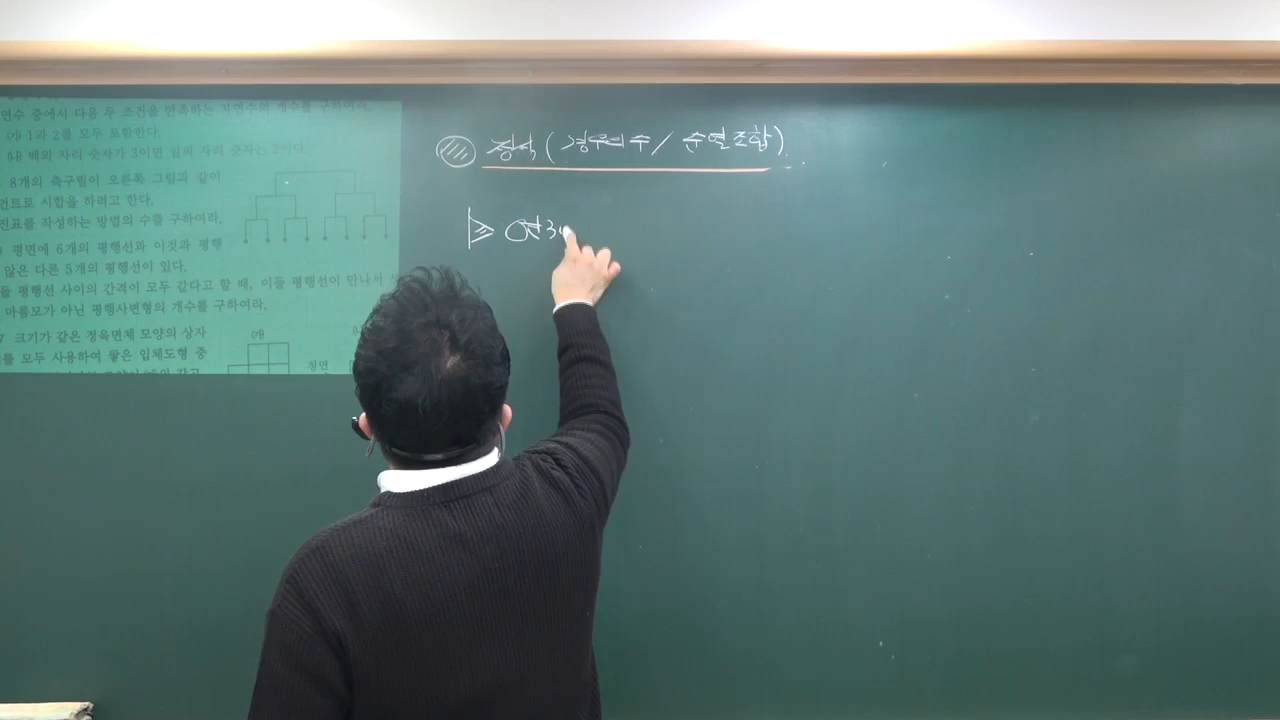 연수 중에서 다음 두 조건을 만족하는 자연수의 개수를 구하여라.
(가) 1과 2를 모두 포함한다.
(나) 백의 자리 숫자가 3이면 일의 자리 숫자는 2이다.
8개의 축구팀이 오른쪽 그림과 같이
너먼트로 시합을 하려고 한다.
진표를 작성하는 방법의 수를 구하여라.
평면에 6개의 평행선과 이것과 평행
않은 다른 5개의 평행선이 있다.
들 평행선 사이의 간격이 모두 같다고 할 때, 이들 평행선이 만나서
마름모가 아닌 평행사변형의 개수를 구하여라.
7 크기가 같은 정육면체 모양의 상자
를 모두 사용하여 쌓은 입체도형 중
(가)
정면
정석 (경우의 수 / 순열조합)
연3